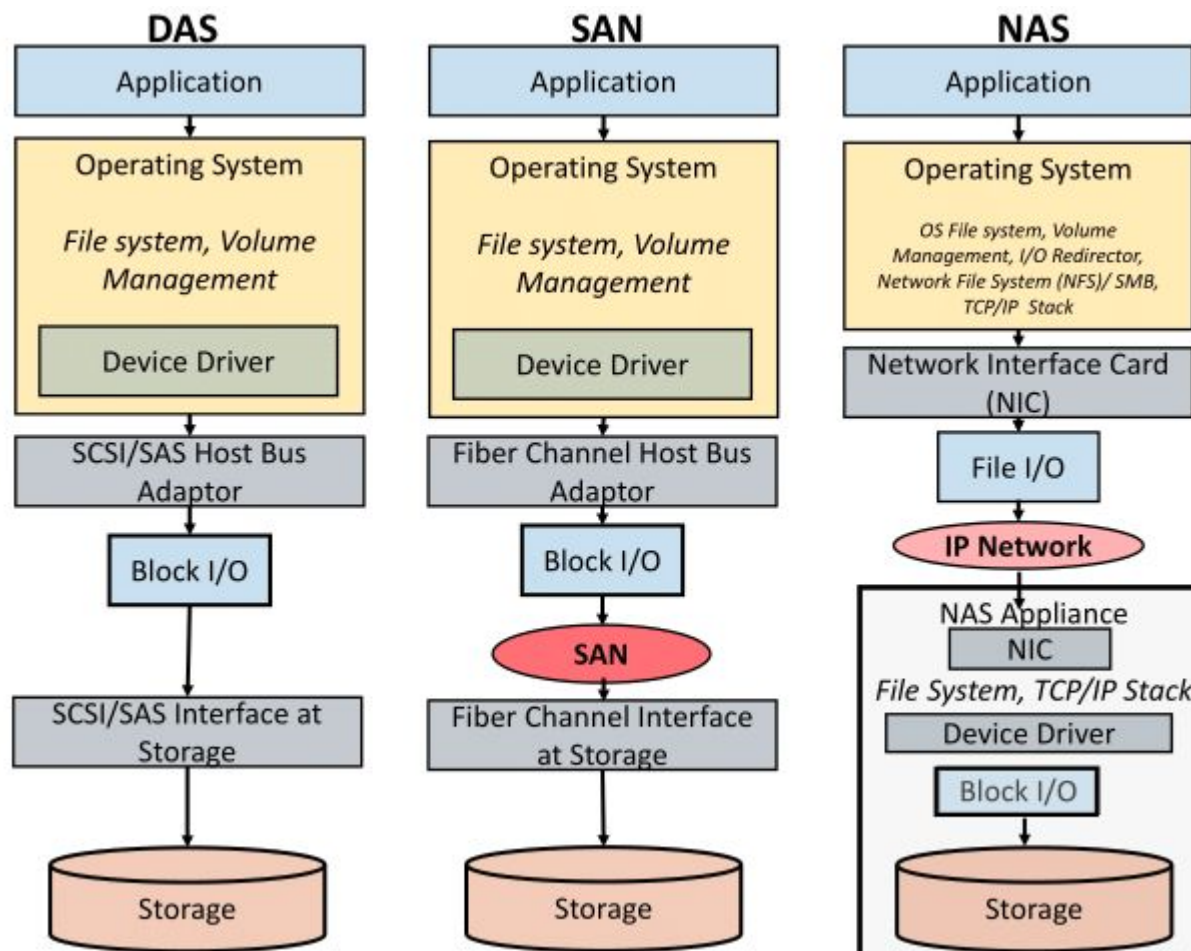 DAS
Application
Operating System
File system, Volume
Management
Device Driver
SCSI/SAS Host Bus
Adaptor
Block I/O
SCSI/SAS Interface at
Storage
Storage
SAN
Application
Operating System
File system, Volume
Management
Device Driver
Fiber Channel Host Bus
Adaptor
Block I/O
SAN
Fiber Channel Interface
at Storage
Storage
NAS
Application
Operating System
OS File system, Volume
Management, I/O Redirector,
Network File System (NFS)/ SMB,
TCP/IP Stack
Network Interface Card
(NIC)
File I/O
IP Network
NAS Appliance
NIC
File System, TCP/IP Stack
Device Driver
Block I/O
Storage